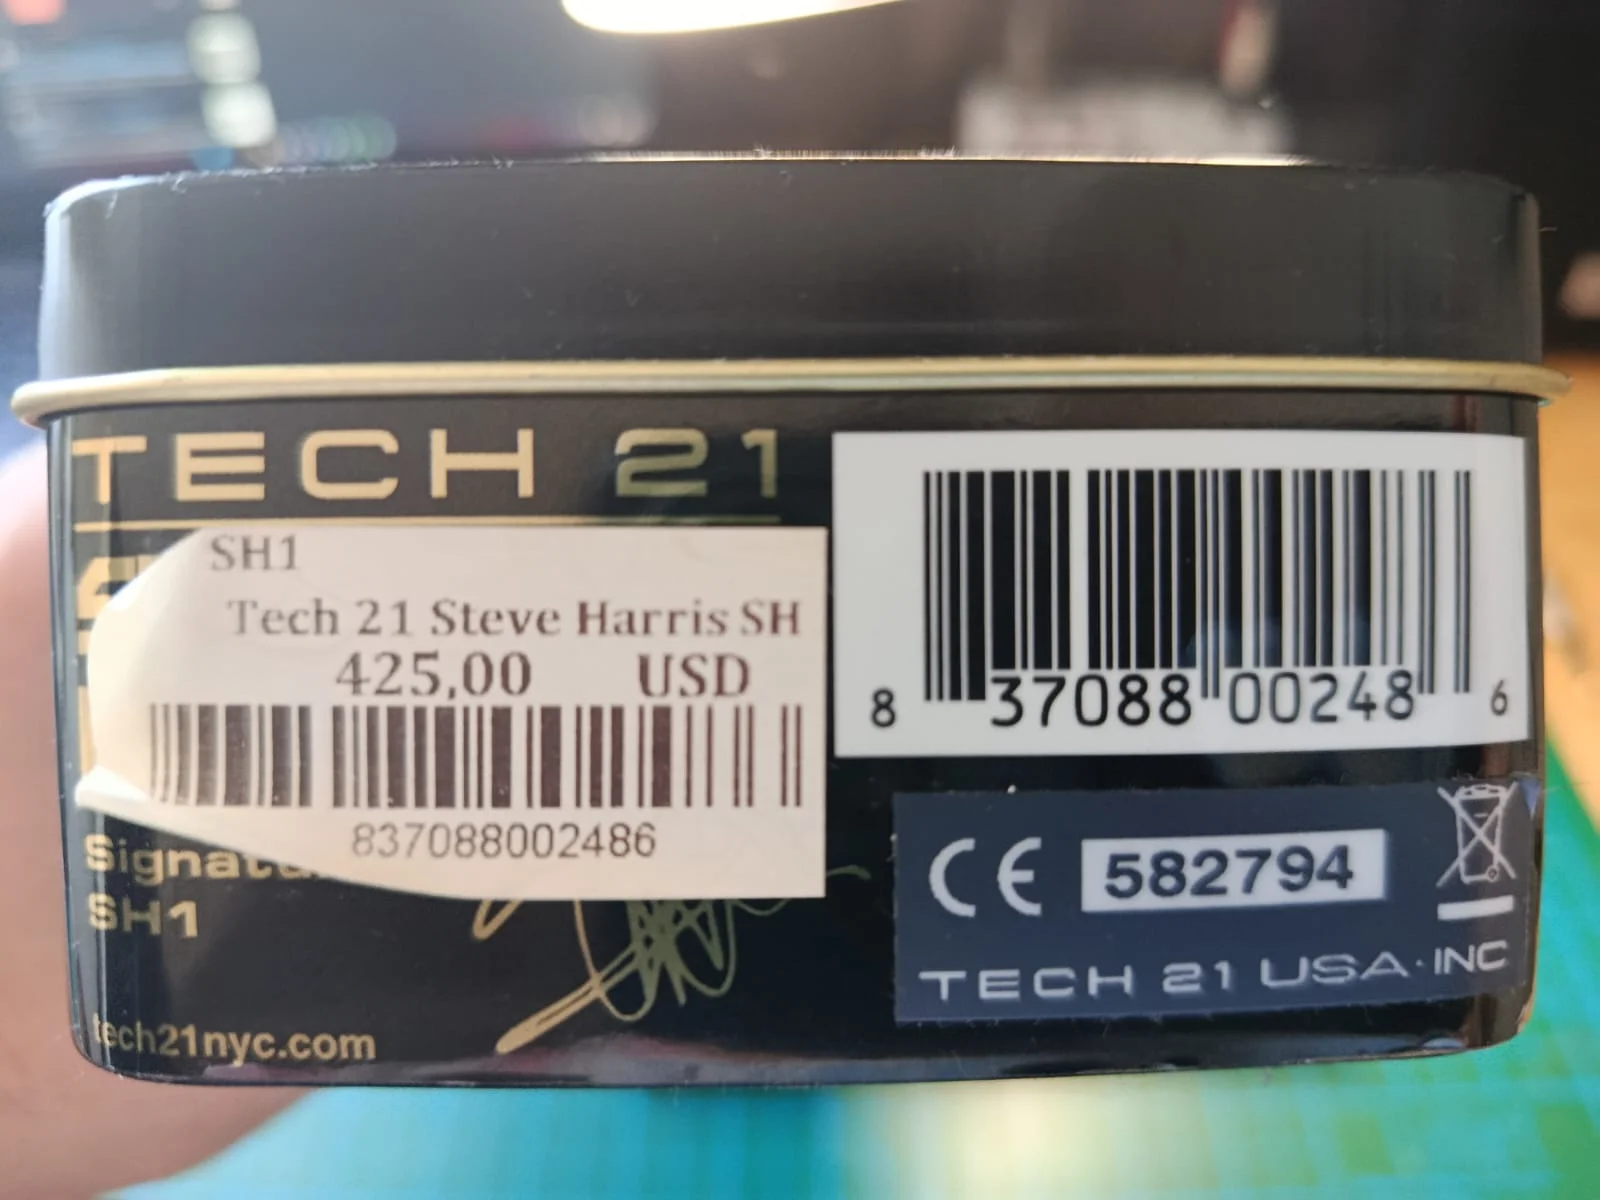 TECH 21
SH1
Tech 21 Steve Harris SH
425,00 USD
837088002486
SH1
tech21nyc.com
8 37088 00248 6
CE 582794
TECH 21 USA·INC